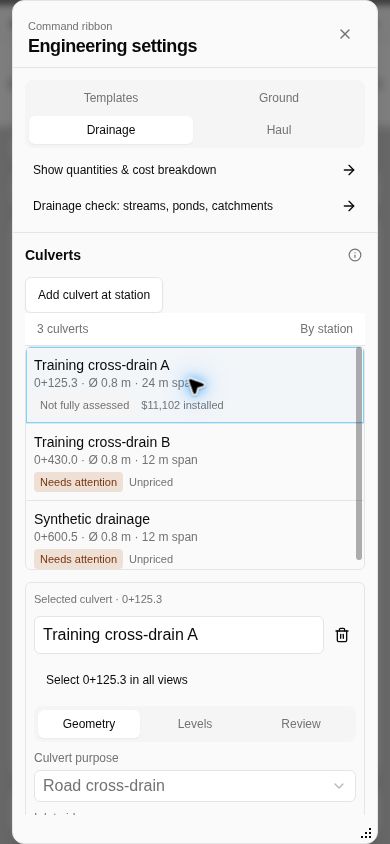 Command ribbon
Engineering settings
Templates Ground
Drainage Haul
Show quantities & cost breakdown
Drainage check: streams, ponds, catchments
Culverts
Add culvert at station
3 culverts By station
Training cross-drain A
0+125.3 · Ø 0.8 m · 24 m
Not fully assessed $11,102 installed
Training cross-drain B
0+430.0 · Ø 0.8 m · 12 m span
Needs attention Unpriced
Synthetic drainage
0+600.5 · Ø 0.8 m · 12 m span
Needs attention Unpriced
Selected culvert · 0+125.3
Training cross-drain A
Select 0+125.3 in all views
Geometry Levels Review
Culvert purpose
Road cross-drain